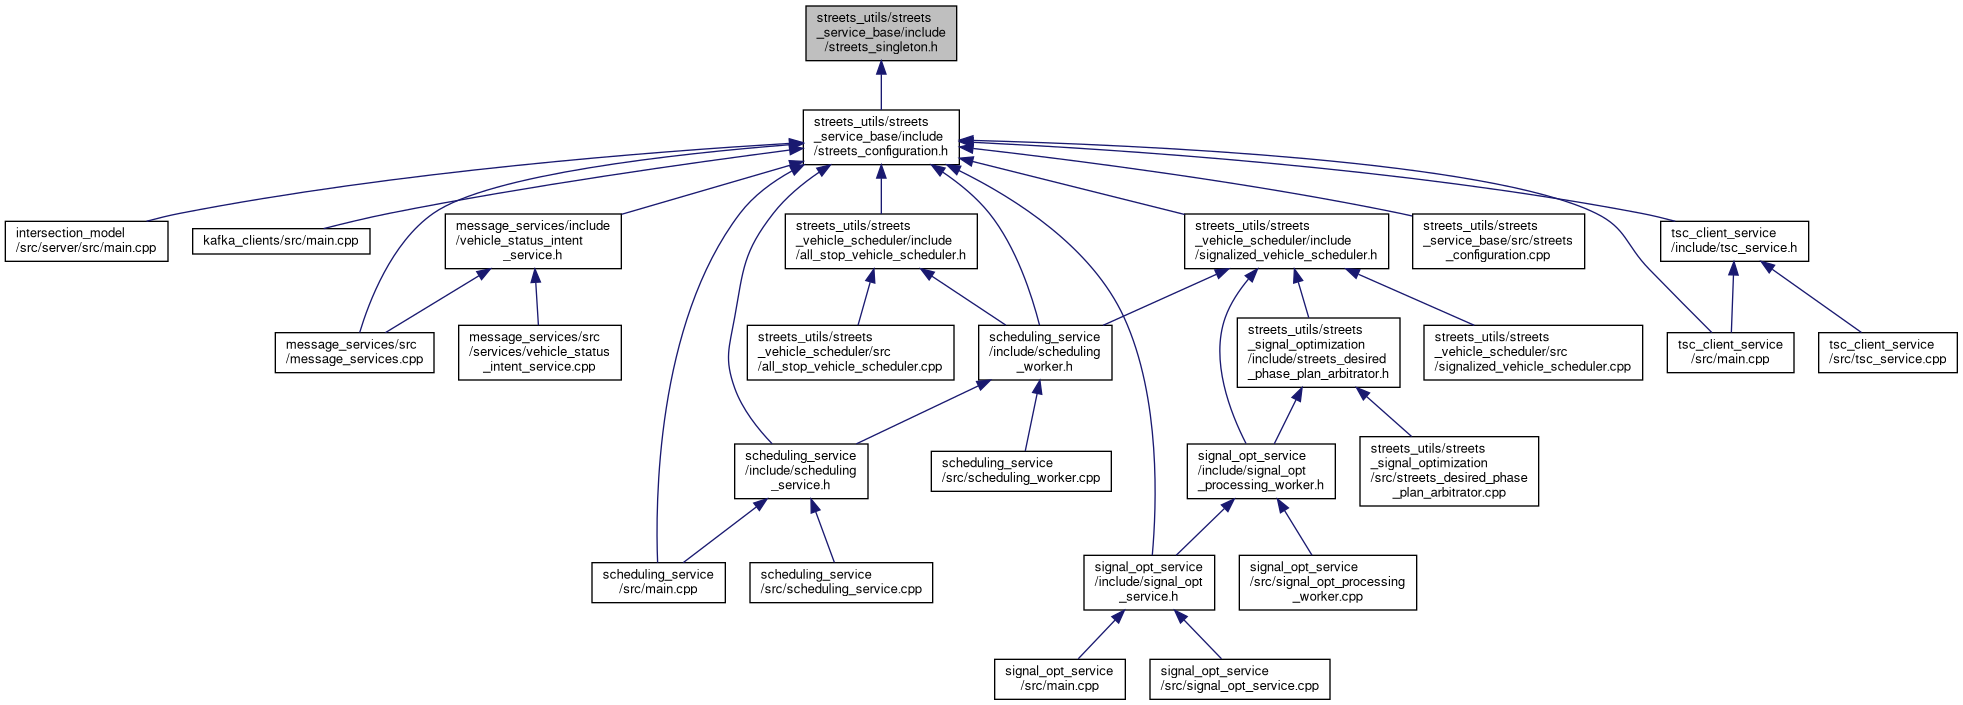 streets_utils/streets
_service_base/include
/streets_singleton.h
streets_utils/streets
_service_base/include
/streets_configuration.h
intersection_model
/src/server/src/main.cpp
kafka_clients/src/main.cpp
message_services/include
/vehicle_status_intent
_service.h
streets_utils/streets
_vehicle_scheduler/include
/all_stop_vehicle_scheduler.h
streets_utils/streets
_vehicle_scheduler/include
/signalized_vehicle_scheduler.h
streets_utils/streets
_service_base/src/streets
_configuration.cpp
tsc_client_service
/include/tsc_service.h
message_services/src
/message_services.cpp
message_services/src
/services/vehicle_status
_intent_service.cpp
streets_utils/streets
_vehicle_scheduler/src
/all_stop_vehicle_scheduler.cpp
scheduling_service
/include/scheduling
_worker.h
streets_utils/streets
_signal_optimization
/include/streets_desired
_phase_plan_arbitrator.h
streets_utils/streets
_vehicle_scheduler/src
/signalized_vehicle_scheduler.cpp
tsc_client_service
/src/main.cpp
tsc_client_service
/src/tsc_service.cpp
scheduling_service
/include/scheduling
_service.h
scheduling_service
/src/scheduling_worker.cpp
signal_opt_service
/include/signal_opt
_processing_worker.h
streets_utils/streets
_signal_optimization
/src/streets_desired_phase
_plan_arbitrator.cpp
scheduling_service
/src/main.cpp
scheduling_service
/src/scheduling_service.cpp
signal_opt_service
/include/signal_opt
_service.h
signal_opt_service
/src/signal_opt_processing
_worker.cpp
signal_opt_service
/src/main.cpp
signal_opt_service
/src/signal_opt_service.cpp